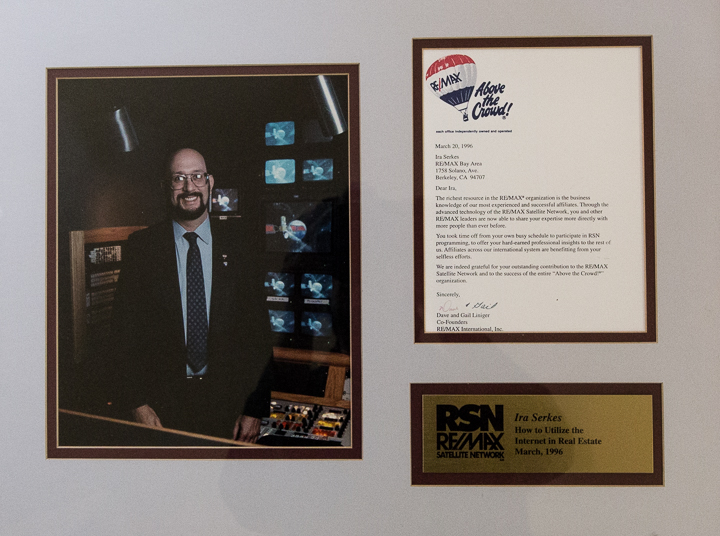 RE/MAX
Above
the
Crowd!
each office independently owned and operated
March 20, 1996
Ira Serkes
RE/MAX Bay Area
1758 Solano, Ave.
Berkeley, CA 94707
Dear Ira,
The richest resource in the RE/MAX® organization is the business
knowledge of our most experienced and successful affiliates. Through the
advanced technology of the RE/MAX Satellite Network, you and other
RE/MAX leaders are now able to share your expertise more directly with
more people than ever before.
You took time off from your own busy schedule to participate in RSN
programming, to offer your hard-earned professional insights to the rest of
us. Affiliates across our international system are benefitting from your
selfless efforts.
We are indeed grateful for your outstanding contribution to the RE/MAX
Satellite Network and to the success of the entire "Above the Crowd!®"
organization.
Sincerely,
& Gail
Dave and Gail Liniger
Co-Founders
RE/MAX International, Inc.
RSN
RE/MAX
SATELLITE NETWORK
Ira Serkes
How to Utilize the
Internet in Real Estate
March, 1996